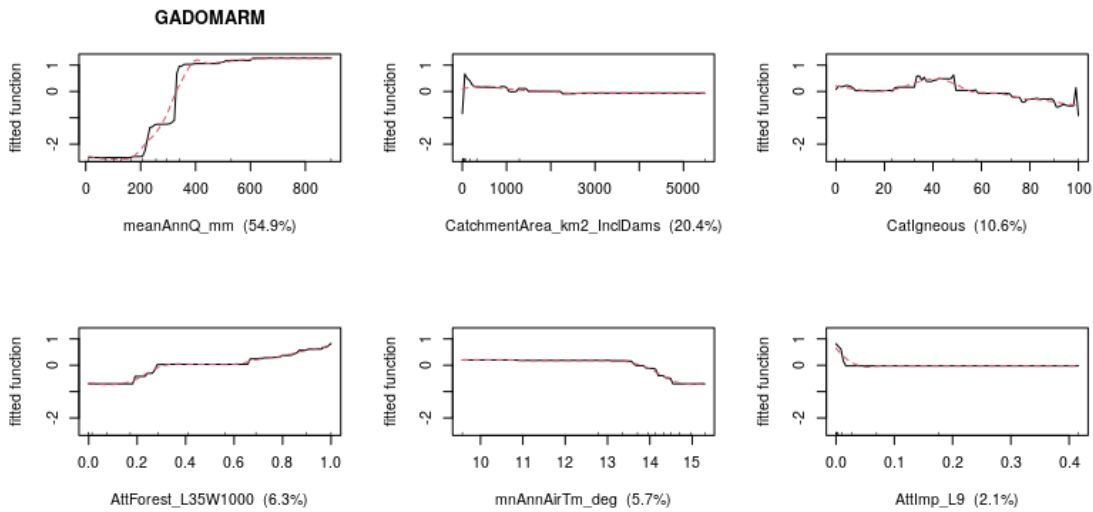 GADOMARM
fitted function
1
0
-2
0 200 400 600 800
meanAnnQ_mm (54.9%)
fitted function
1
0
-2
0 1000 3000 5000
CatchmentArea_km2_InclDams (20.4%)
fitted function
1
0
-2
0 20 40 60 80 100
CatIgneous (10.6%)
fitted function
1
0
-2
0.0 0.2 0.4 0.6 0.8 1.0
AttForest_L35W1000 (6.3%)
fitted function
1
0
-2
10 11 12 13 14 15
mnAnnAirTm_deg (5.7%)
fitted function
1
0
-2
0.0 0.1 0.2 0.3 0.4
AttImp_L9 (2.1%)